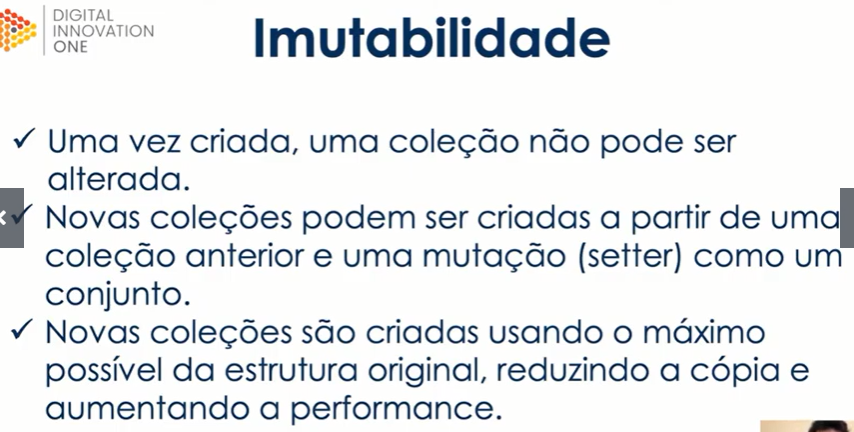 DIGITAL
INNOVATION
ONE
Imutabilidade
✓ Uma vez criada, uma coleção não pode ser
alterada.
✓ Novas coleções podem ser criadas a partir de uma
coleção anterior e uma mutação (setter) como um
conjunto.
✓ Novas coleções são criadas usando o máximo
possível da estrutura original, reduzindo a cópia e
aumentando a performance.